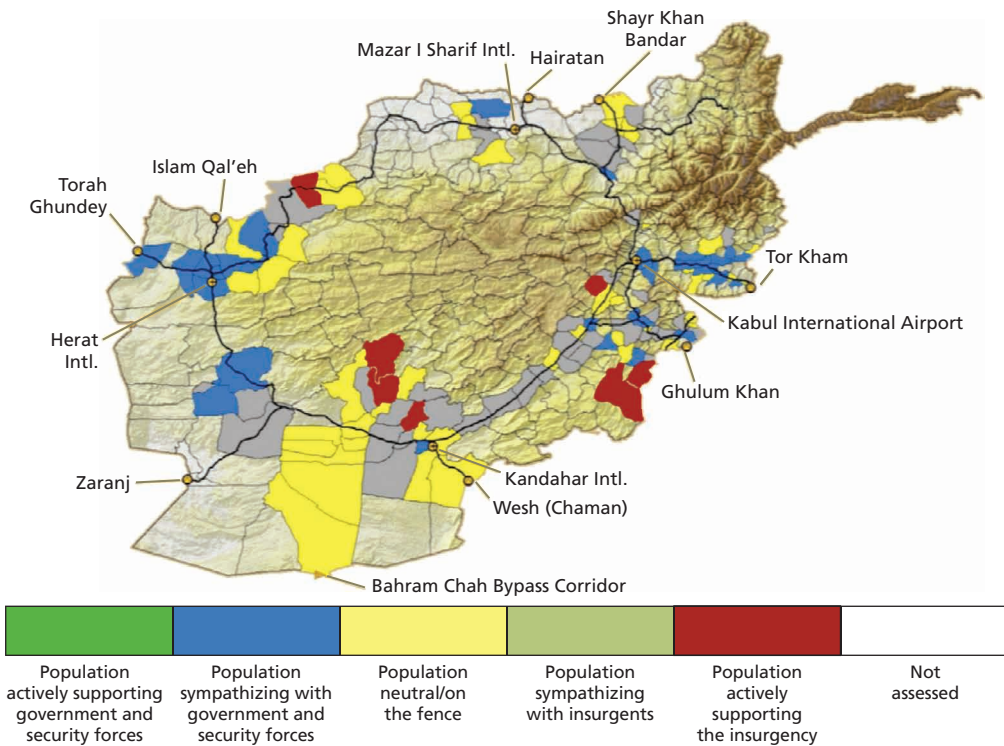 Shayr Khan
Bandar
Mazar I Sharif Intl.
Hairatan
Islam Qal'eh
Torah
Ghundey
Tor Kham
Kabul International Airport
Herat
Intl.
Ghulum Khan
Zaranj
Kandahar Intl.
Wesh (Chaman)
Bahram Chah Bypass Corridor
Population
actively supporting
government and
security forces
Population
sympathizing with
government and
security forces
Population
neutral/on
the fence
Population
sympathizing
with insurgents
Population
actively
supporting
the insurgency
Not
assessed